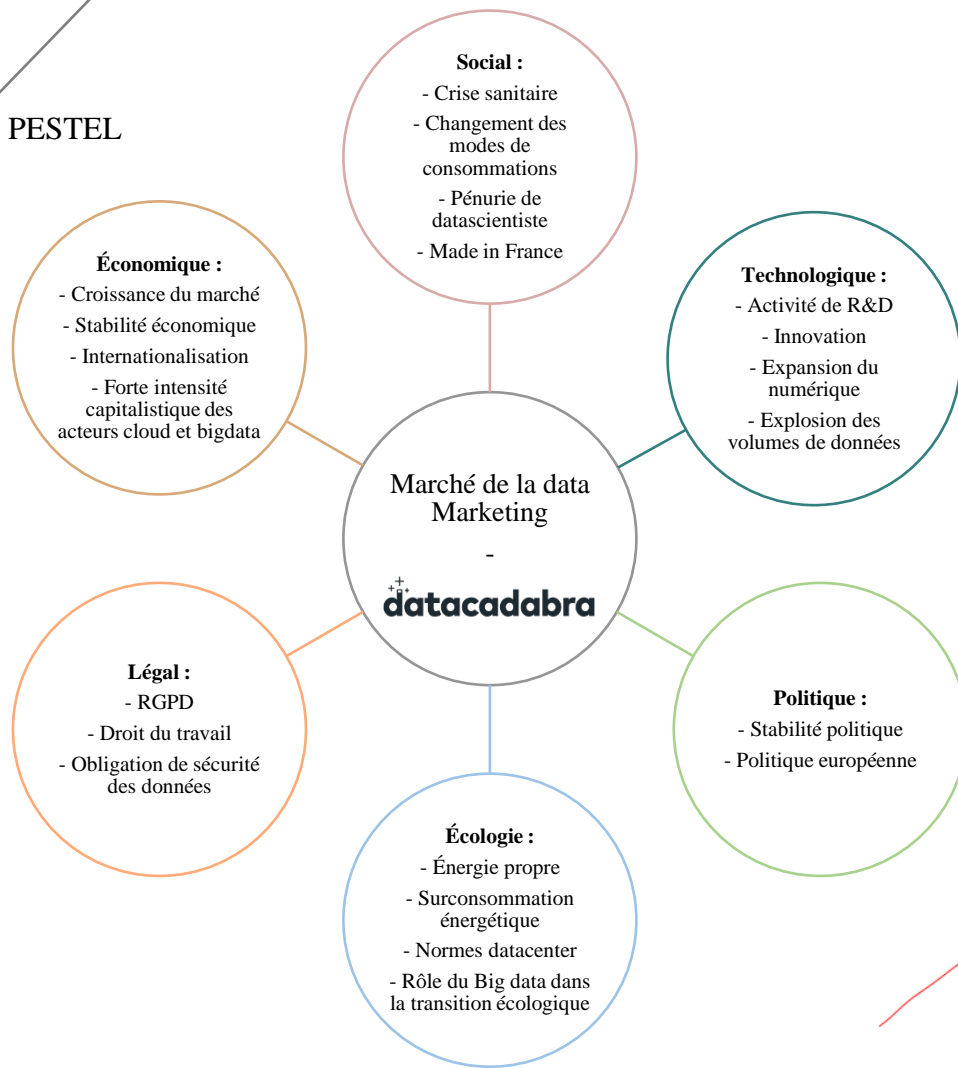 PESTEL
Social :
- Crise sanitaire
- Changement des
modes de
consommations
- Pénurie de
datascientiste
- Made in France
Économique :
- Croissance du marché
- Stabilité économique
- Internationalisation
- Forte intensité
capitalistique des
acteurs cloud et bigdata
Technologique :
- Activité de R&D
- Innovation
- Expansion du
numérique
- Explosion des
volumes de données
Marché de la data
Marketing
-
datacadabra
Légal :
- RGPD
- Droit du travail
- Obligation de sécurité
des données
Politique :
- Stabilité politique
- Politique européenne
Écologie :
- Énergie propre
- Surconsommation
énergétique
- Normes datacenter
- Rôle du Big data dans
la transition écologique